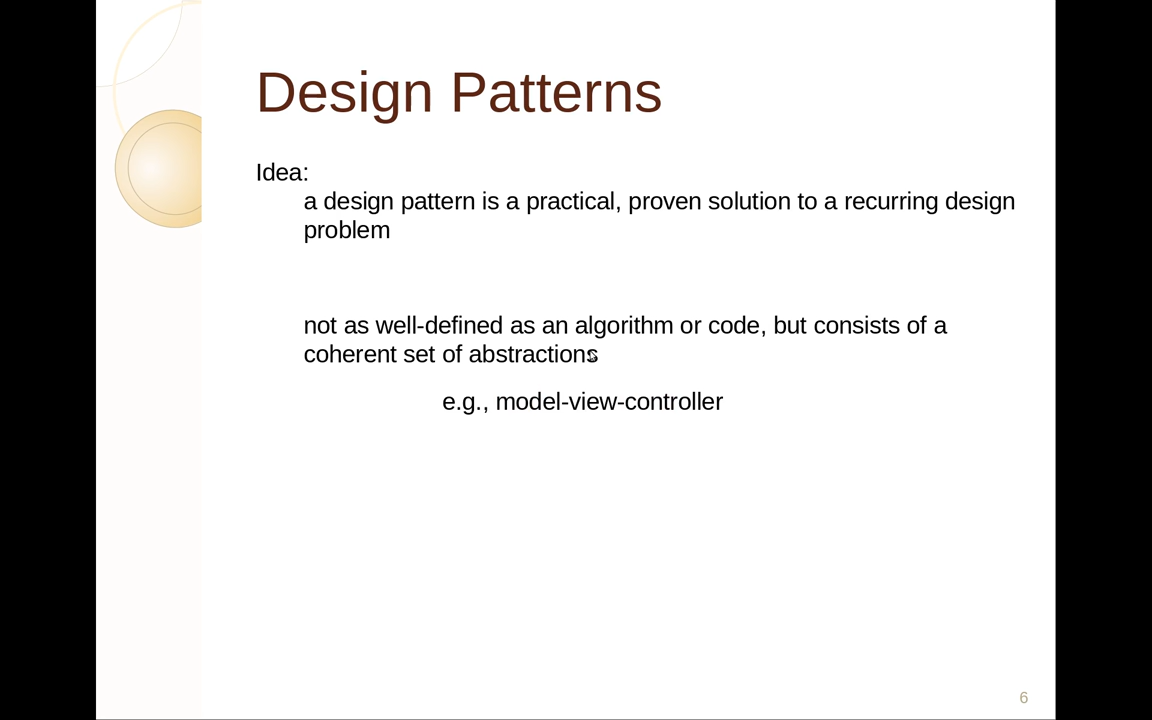 Design Patterns
Idea:
a design pattern is a practical, proven solution to a recurring design
problem
not as well-defined as an algorithm or code, but consists of a
coherent set of abstractions
e.g., model-view-controller
6